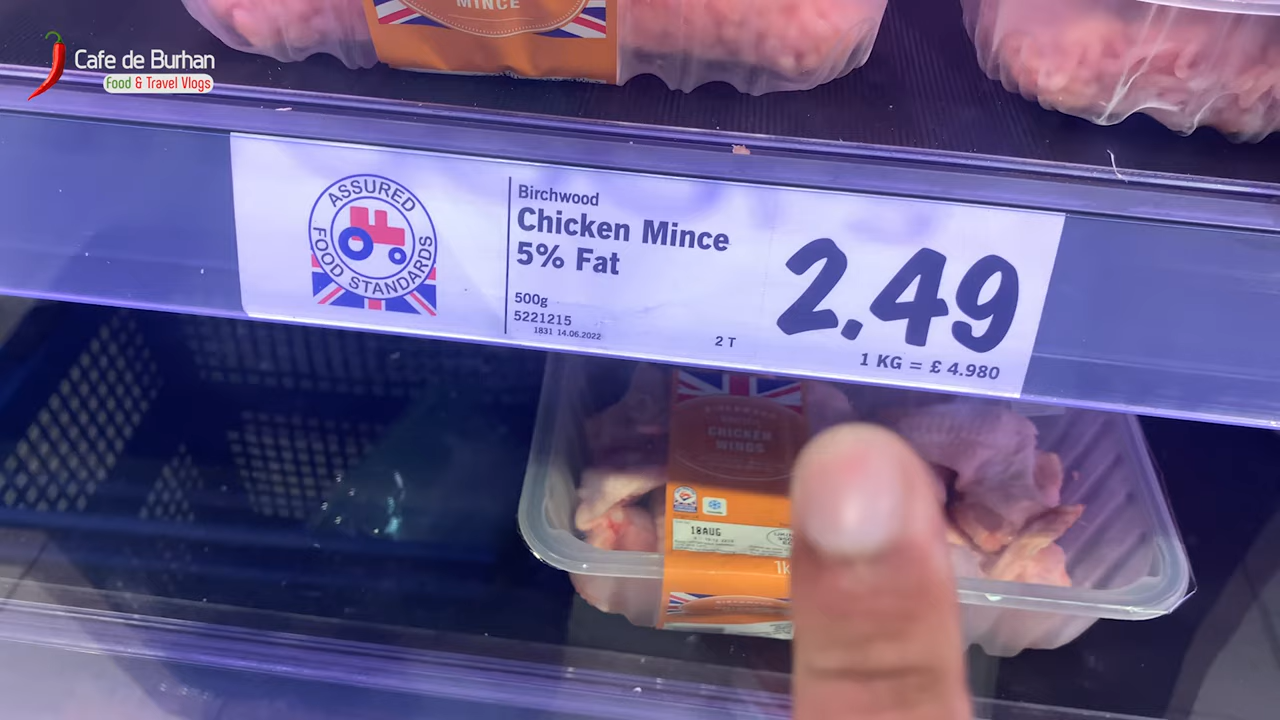 MINCE
Cafe de Burhan
Food & Travel Vlogs
ASSURED
FOOD STANDARDS
Birchwood
Chicken Mince
5% Fat
500g
5221215
1831 14.06.2022
2 T
2.49
1 KG = £ 4.980
CHICKEN
WINGS
18AUG